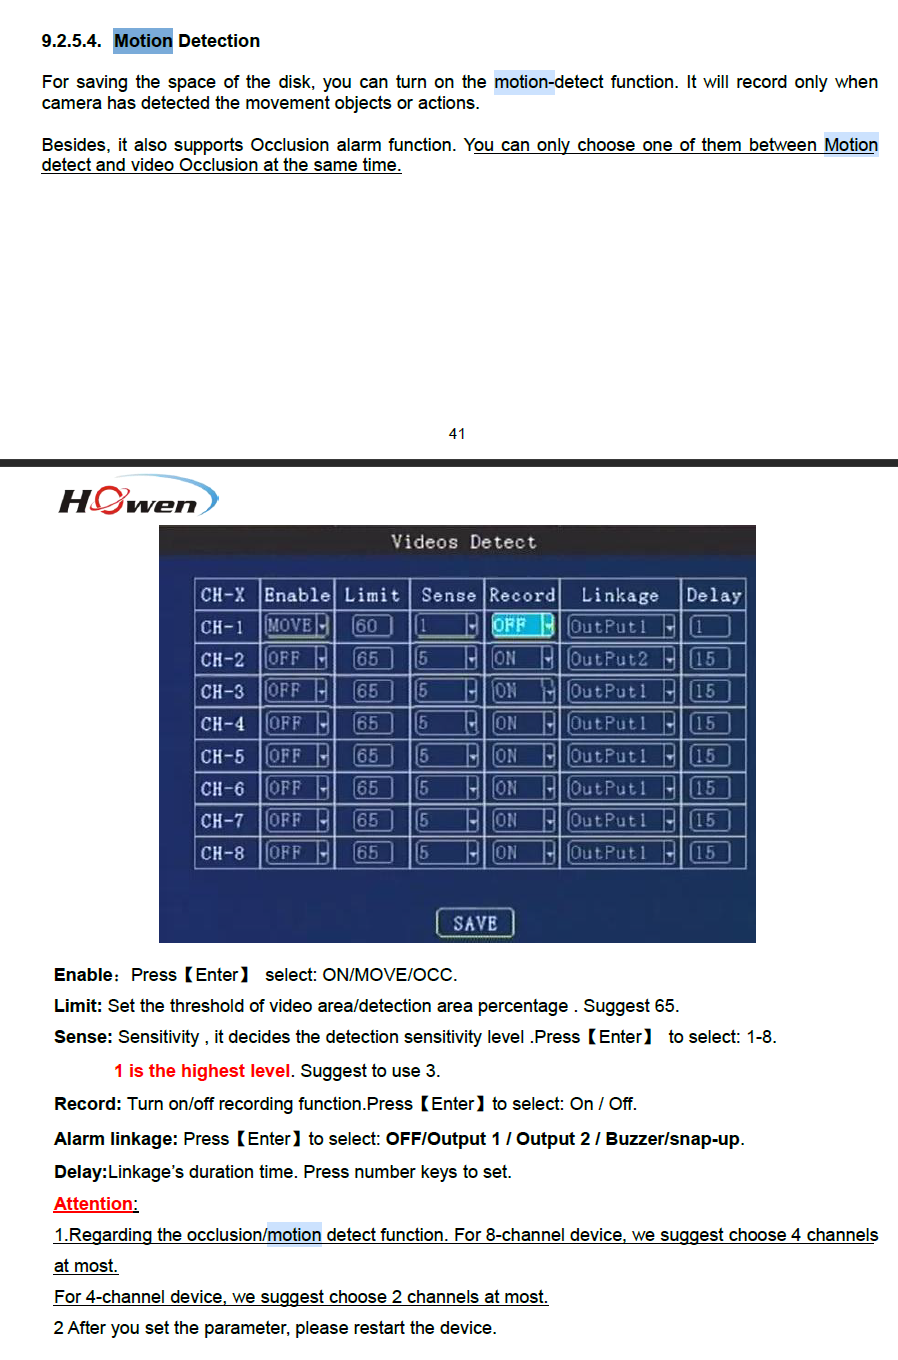 9.2.5.4. Motion Detection
For saving the space of the disk, you can turn on the motion-detect function. It will record only when
camera has detected the movement objects or actions.
Besides, it also supports Occlusion alarm function. You can only choose one of them between Motion
detect and video Occlusion at the same time.
41
Howen
Videos Detect
CH-X Enable Limit Sense Record Linkage Delay
CH-1 MOVE 60 1 OFF OutPut1 1
CH-2 OFF 65 5 ON OutPut2 15
CH-3 OFF 65 5 ON OutPut1 15
CH-4 OFF 65 5 ON OutPut1 15
CH-5 OFF 65 5 ON OutPut1 15
CH-6 OFF 65 5 ON OutPut1 15
CH-7 OFF 65 5 ON OutPut1 15
CH-8 OFF 65 5 ON OutPut1 15
SAVE
Enable：Press【Enter】 select: ON/MOVE/OCC.
Limit: Set the threshold of video area/detection area percentage . Suggest 65.
Sense: Sensitivity , it decides the detection sensitivity level .Press【Enter】 to select: 1-8.
1 is the highest level. Suggest to use 3.
Record: Turn on/off recording function.Press【Enter】to select: On / Off.
Alarm linkage: Press【Enter】to select: OFF/Output 1 / Output 2 / Buzzer/snap-up.
Delay:Linkage’s duration time. Press number keys to set.
Attention:
1.Regarding the occlusion/motion detect function. For 8-channel device, we suggest choose 4 channels
at most.
For 4-channel device, we suggest choose 2 channels at most.
2 After you set the parameter, please restart the device.